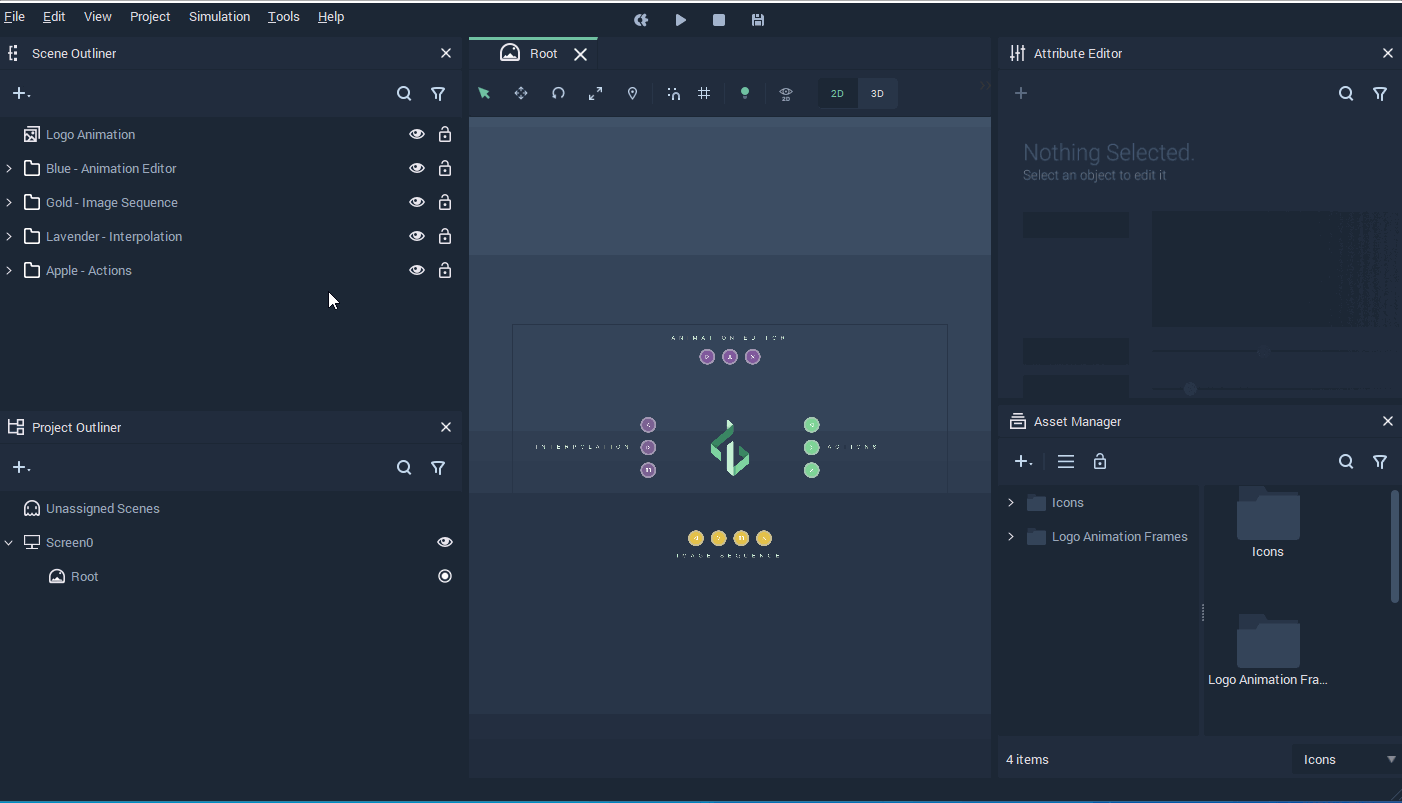 File Edit View Project Simulation Tools Help
Scene Outliner
Logo Animation
Blue - Animation Editor
Gold - Image Sequence
Lavender - Interpolation
Apple - Actions
Project Outliner
Unassigned Scenes
Screen0
Root
Root
2D
2D 3D
ANIMATION EDITOR
INTERPOLATION
ACTIONS
IMAGE SEQUENCE
Attribute Editor
Nothing Selected.
Select an object to edit it
Asset Manager
Icons
Logo Animation Frames
Icons
Logo Animation Fra...
4 items
Icons